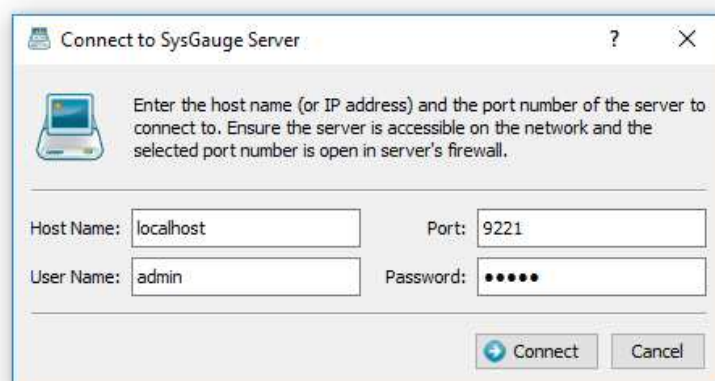 Connect to SysGauge Server ?
Enter the host name (or IP address) and the port number of the server to
connect to. Ensure the server is accessible on the network and the
selected port number is open in server's firewall.
Host Name: localhost Port: 9221
User Name: admin Password: •••••
Connect Cancel